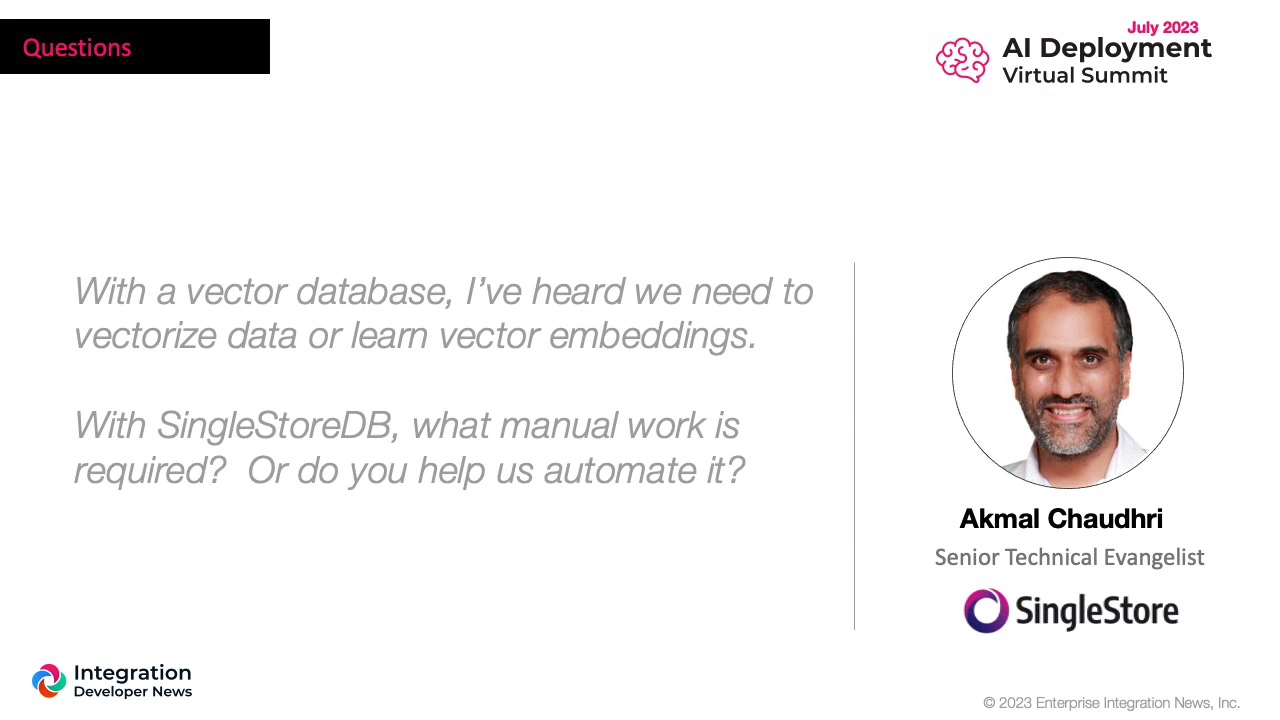 Questions
July 2023
AI Deployment
Virtual Summit
With a vector database, I’ve heard we need to
vectorize data or learn vector embeddings.
With SingleStoreDB, what manual work is
required?  Or do you help us automate it?
Akmal Chaudhri
Senior Technical Evangelist
SingleStore
Integration
Developer News
© 2023 Enterprise Integration News, Inc.